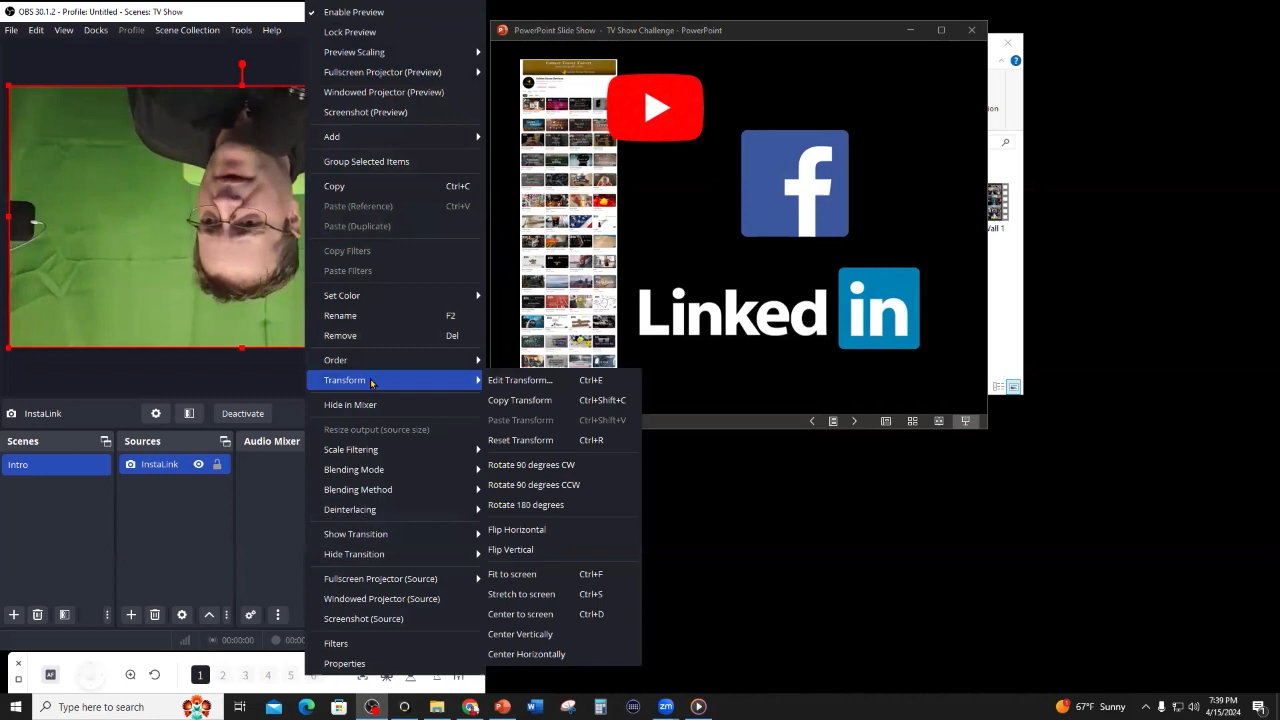 OBS 30.1.2 - Profile: Untitled - Scenes: TV Show
File Edit View Docks Profile Scene Collection Tools Help
Enable Preview
Lock Preview
Preview Scaling
Fullscreen Projector (Preview)
Windowed Projector (Preview)
Screenshot (Preview)
Add
Group Selected Items
Copy Ctrl+C
Paste (Reference) Ctrl+V
Paste (Duplicate)
Copy Filters
Paste Filters
Set Color
Rename
Remove Del
Order
Transform
Hide in Mixer
Resize output (source size)
Scale Filtering
Blending Mode
Blending Method
Deinterlacing
Show Transition
Hide Transition
Fullscreen Projector (Source)
Windowed Projector (Source)
Screenshot (Source)
Filters
Properties
Edit Transform... Ctrl+E
Copy Transform Ctrl+Shift+C
Paste Transform Ctrl+Shift+V
Reset Transform Ctrl+R
Rotate 90 degrees CW
Rotate 90 degrees CCW
Rotate 180 degrees
Flip Horizontal
Flip Vertical
Fit to screen Ctrl+F
Stretch to screen Ctrl+S
Center to screen Ctrl+D
Center Vertically
Center Horizontally
InstaLink Deactivate
Scenes Sources Audio Mixer
Intro InstaLink
00:00:00
AF 1 2 3 4 5
PowerPoint Slide Show - TV Show Challenge - PowerPoint
LinkedIn
Type here to search
zm
67°F Sunny
7:39 PM
4/15/2024